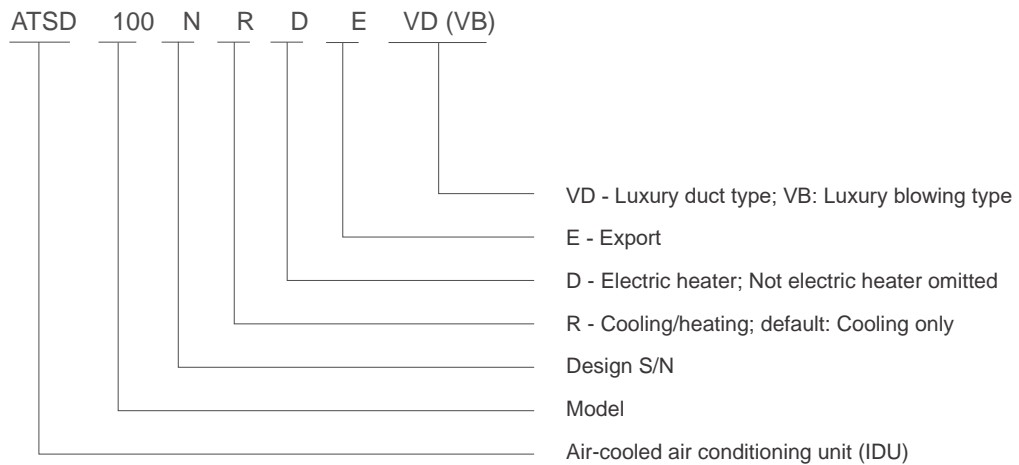 ATSD 100 N R D E VD (VB)
VD - Luxury duct type; VB: Luxury blowing type
E - Export
D - Electric heater; Not electric heater omitted
R - Cooling/heating; default: Cooling only
Design S/N
Model
Air-cooled air conditioning unit (IDU)